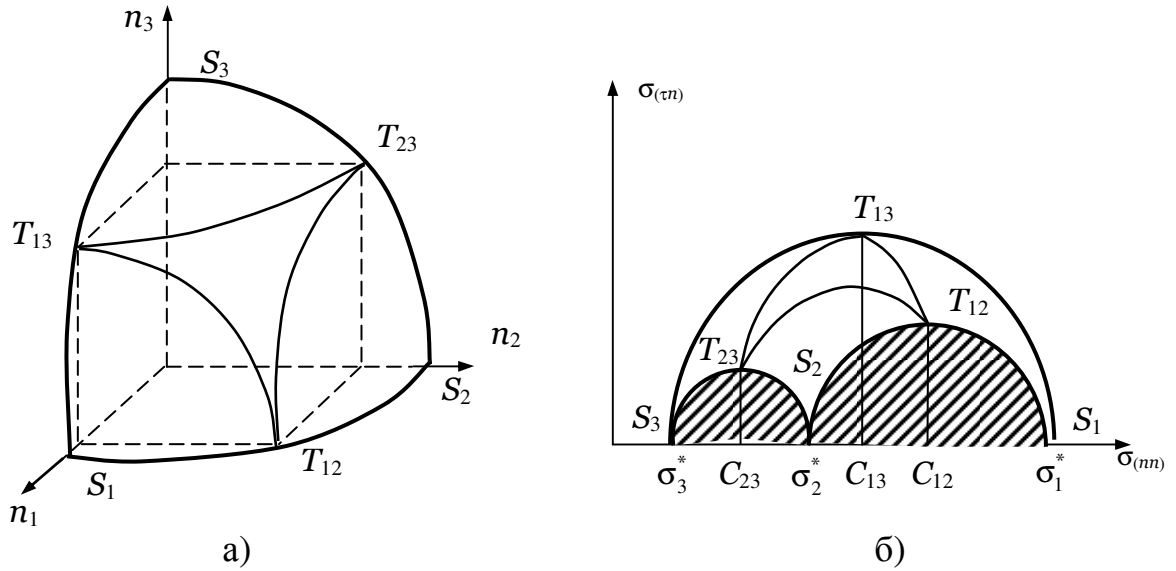 n₃
S₃
T₂₃
T₁₃
n₂
S₂
T₁₂
S₁
n₁
а)
σ(τn)
T₁₃
T₁₂
T₂₃
S₂
S₃
S₁
σ(nn)
σ₃* C₂₃ σ₂* C₁₃ C₁₂ σ₁*
б)